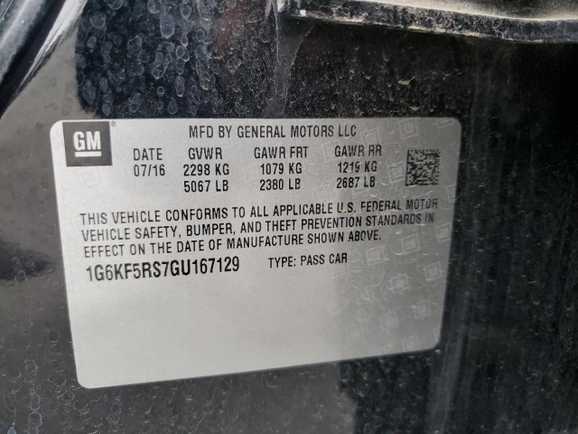 GM
MFD BY GENERAL MOTORS LLC
DATE GVWR GAWR FRT GAWR RR
07/16 2298 KG 1079 KG 1219 KG
5067 LB 2380 LB 2687 LB
THIS VEHICLE CONFORMS TO ALL APPLICABLE U.S. FEDERAL MOTOR
VEHICLE SAFETY, BUMPER, AND THEFT PREVENTION STANDARDS IN
EFFECT ON THE DATE OF MANUFACTURE SHOWN ABOVE.
1G6KF5RS7GU167129 TYPE: PASS CAR